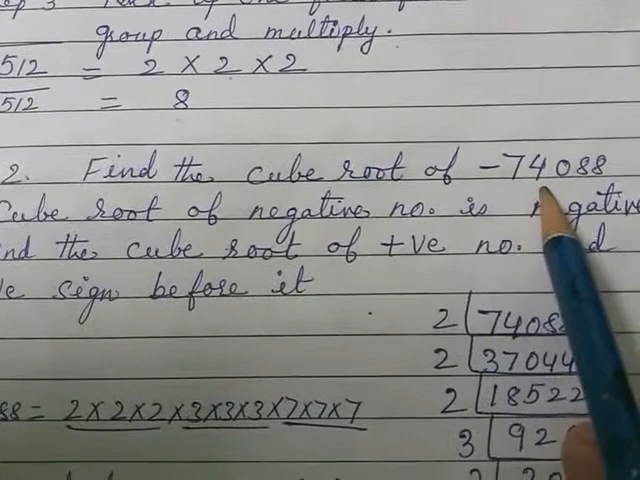 group and multiply.
512 = 2 × 2 × 2
512 = 8
2. Find the cube root of -74088
Cube root of negative no. is negative
find the cube root of +ve no.
sign before it
2 7408
2 37044
2 18522
88 = 2×2×2×3×3×3×7×7×7
3 92